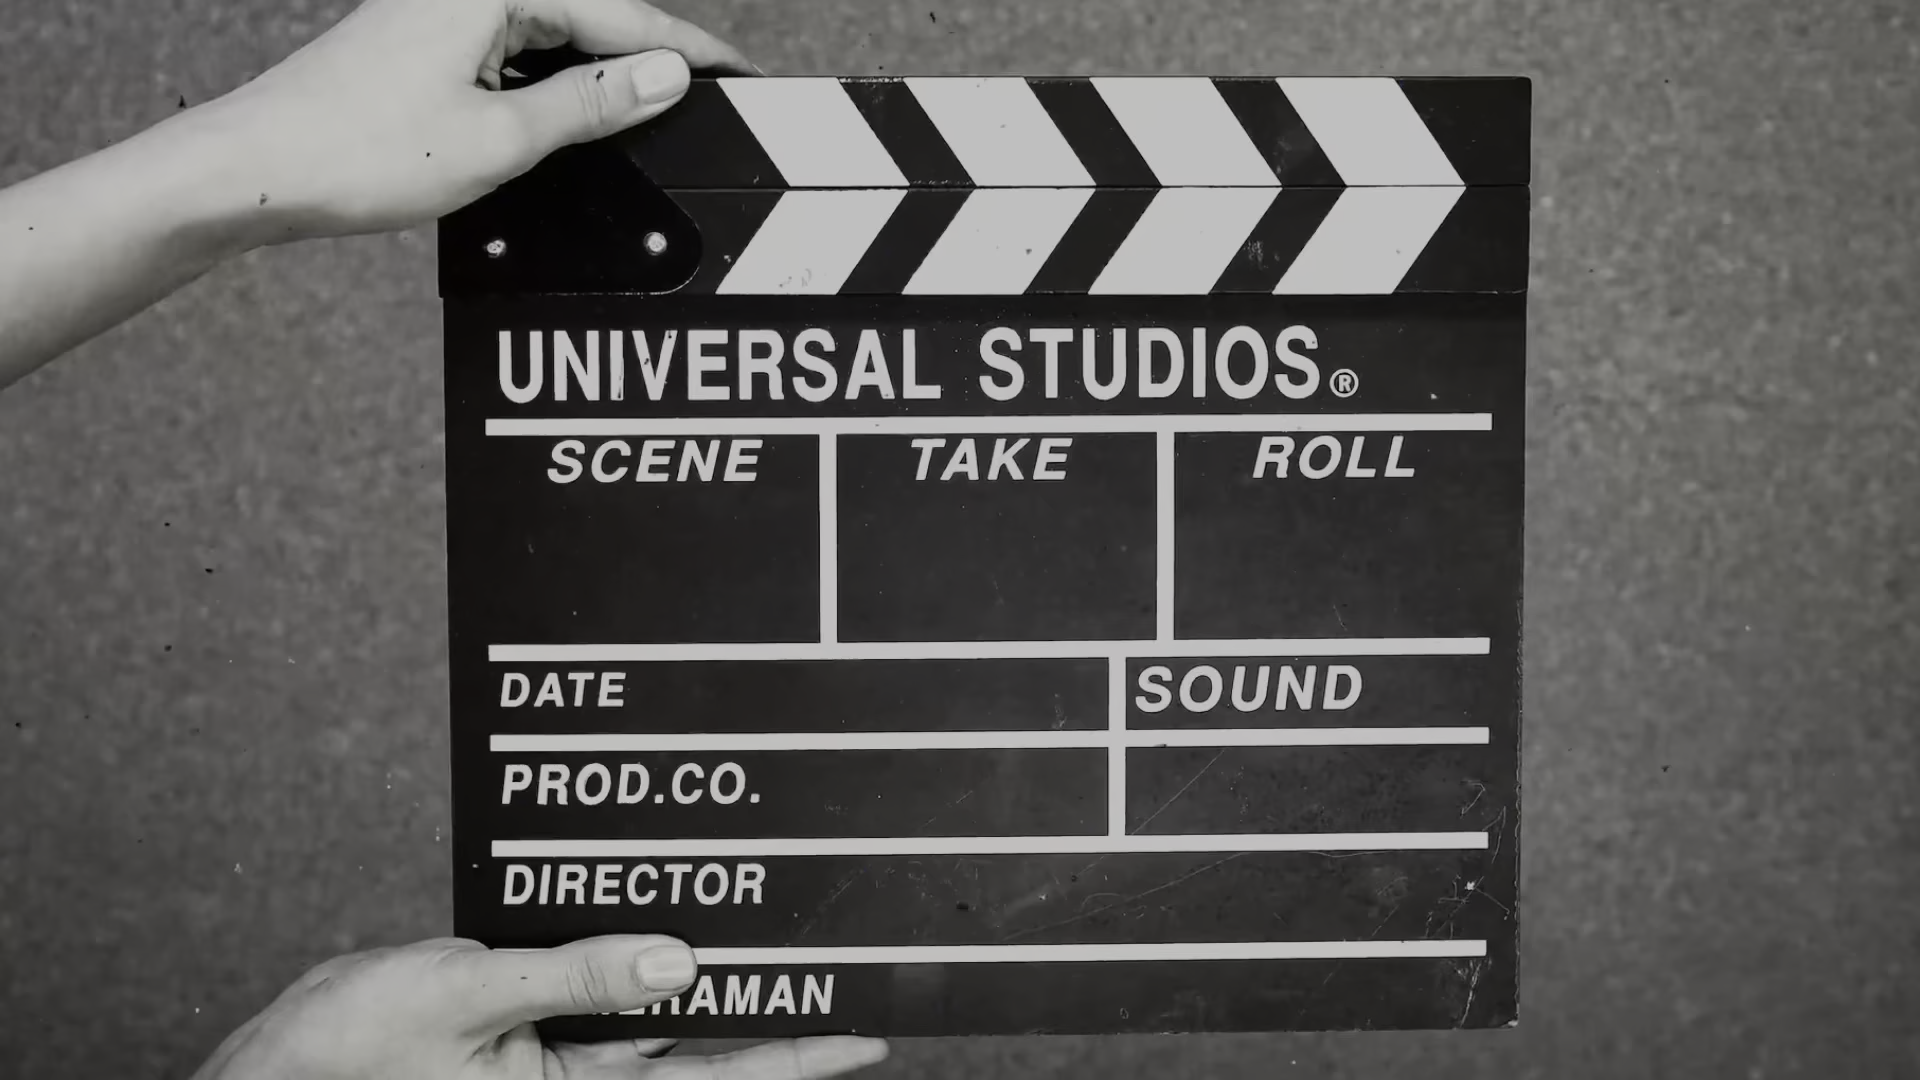 UNIVERSAL STUDIOS®
SCENE TAKE ROLL
DATE SOUND
PROD.CO.
DIRECTOR